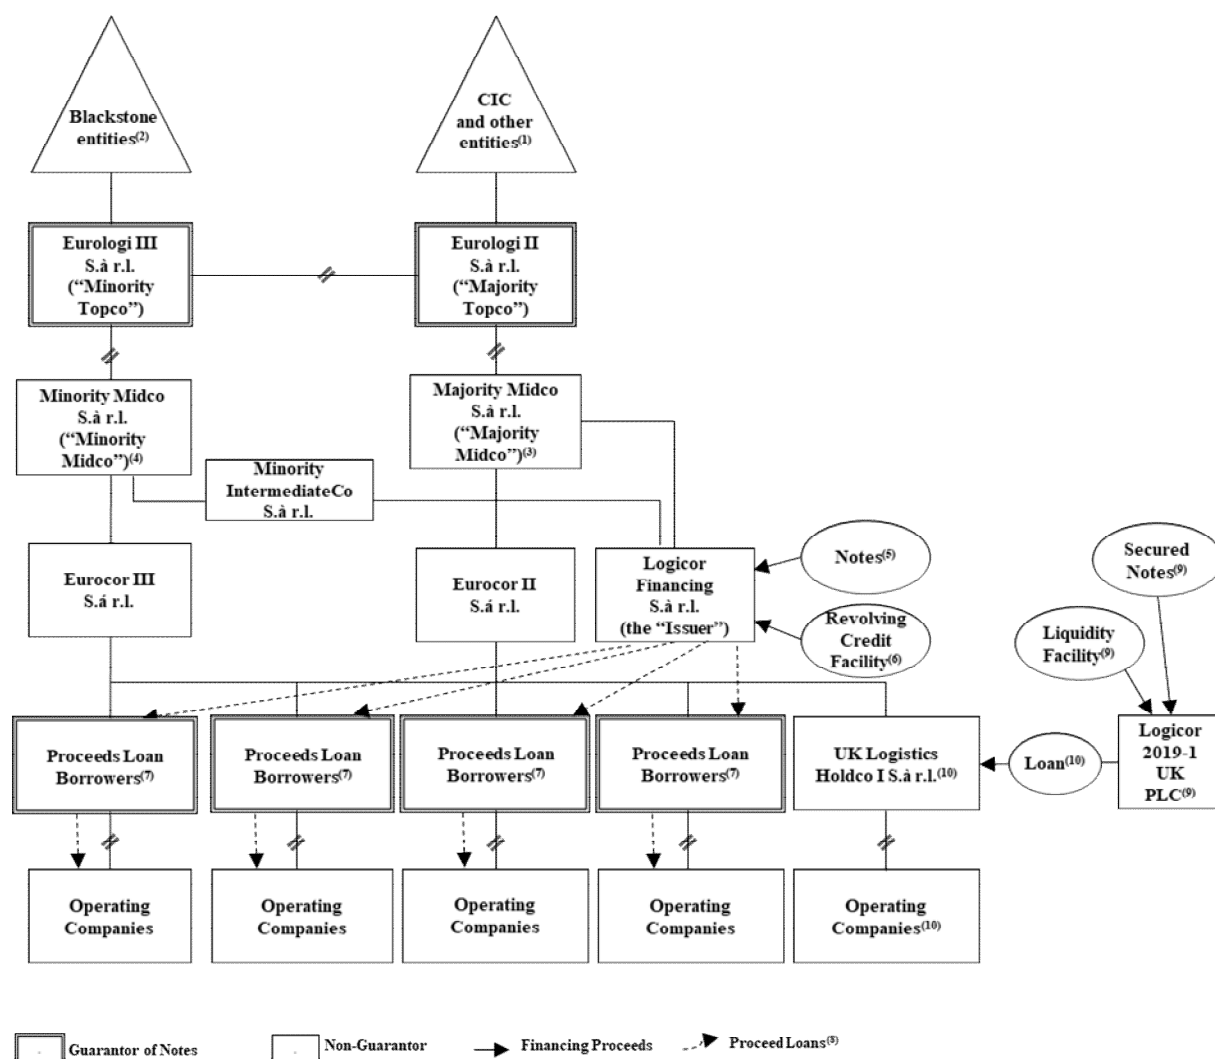 Blackstone
entities(2)
CIC
and other
entities(1)
Eurologi III
S.à r.l.
(“Minority
Topco”)
Eurologi II
S.à r.l.
(“Majority
Topco”)
Minority Midco
S.à r.l.
(“Minority
Midco”)(4)
Majority Midco
S.à r.l.
(“Majority
Midco”)(3)
Minority
IntermediateCo
S.à r.l.
Eurocor III
S.á r.l.
Eurocor II
S.á r.l.
Logicor
Financing
S.à r.l.
(the “Issuer”)
Notes(5)
Revolving
Credit
Facility(6)
Secured
Notes(9)
Liquidity
Facility(9)
Proceeds Loan
Borrowers(7)
Proceeds Loan
Borrowers(7)
Proceeds Loan
Borrowers(7)
Proceeds Loan
Borrowers(7)
UK Logistics
Holdco I S.à r.l.(10)
Loan(10)
Logicor
2019-1
UK
PLC(9)
Operating
Companies
Operating
Companies
Operating
Companies
Operating
Companies
Operating
Companies(10)
Guarantor of Notes
Non-Guarantor
Financing Proceeds
Proceed Loans(8)